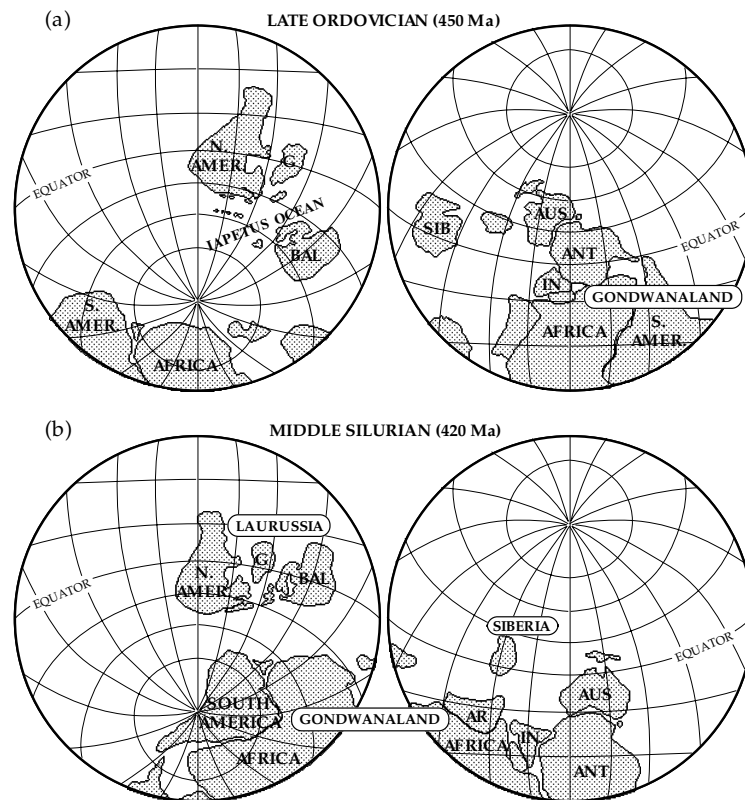 (a)
LATE ORDOVICIAN (450 Ma)
N.
AMER.
G.
EQUATOR
IAPETUS OCEAN
BAL
S.
AMER.
AFRICA
SIB
AUS
ANT
EQUATOR
IN
GONDWANALAND
AFRICA
S.
AMER.
(b)
MIDDLE SILURIAN (420 Ma)
LAURUSSIA
N.
AMER
G
BAL
EQUATOR
SOUTH
AMERICA
GONDWANALAND
AFRICA
SIBERIA
EQUATOR
AUS
AR
IN
AFRICA
ANT